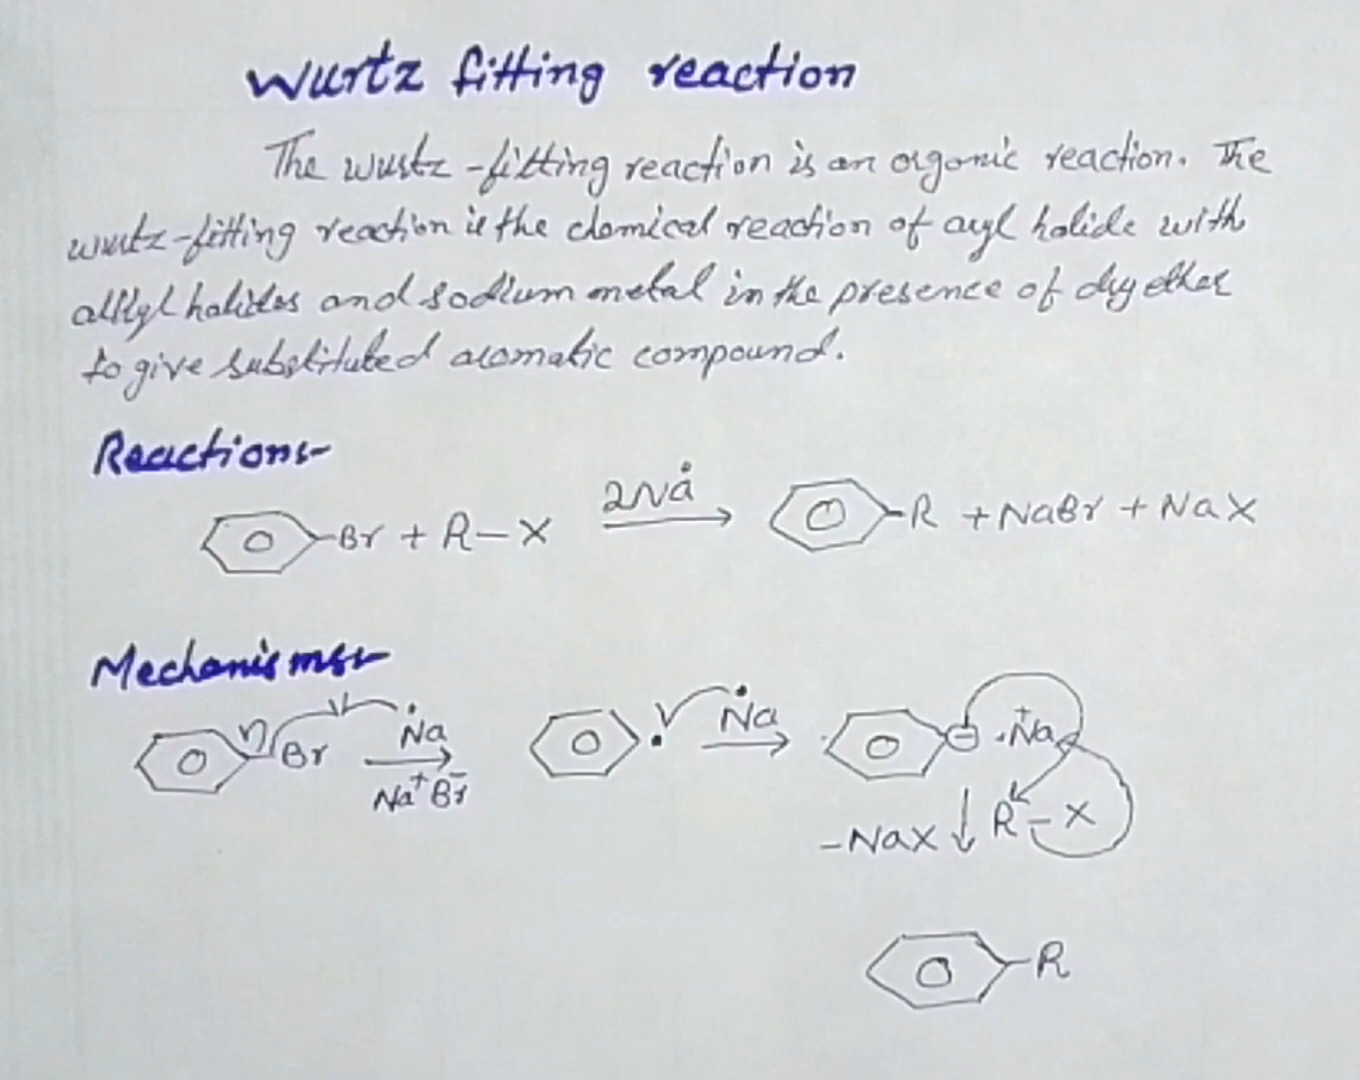 Wurtz fitting reaction
The wurtz-fitting reaction is an organic reaction. The
wurtz-fitting reaction is the chemical reaction of aryl halide with
alkyl halides and sodium metal in the presence of dry ether
to give substituted aromatic compound.
Reaction:-
Br + R-X 2Na R + NaBr + NaX
Mechanism:-
Br Na Na⁺Br⁻ Na ⁺Na
-NaX R-X
R